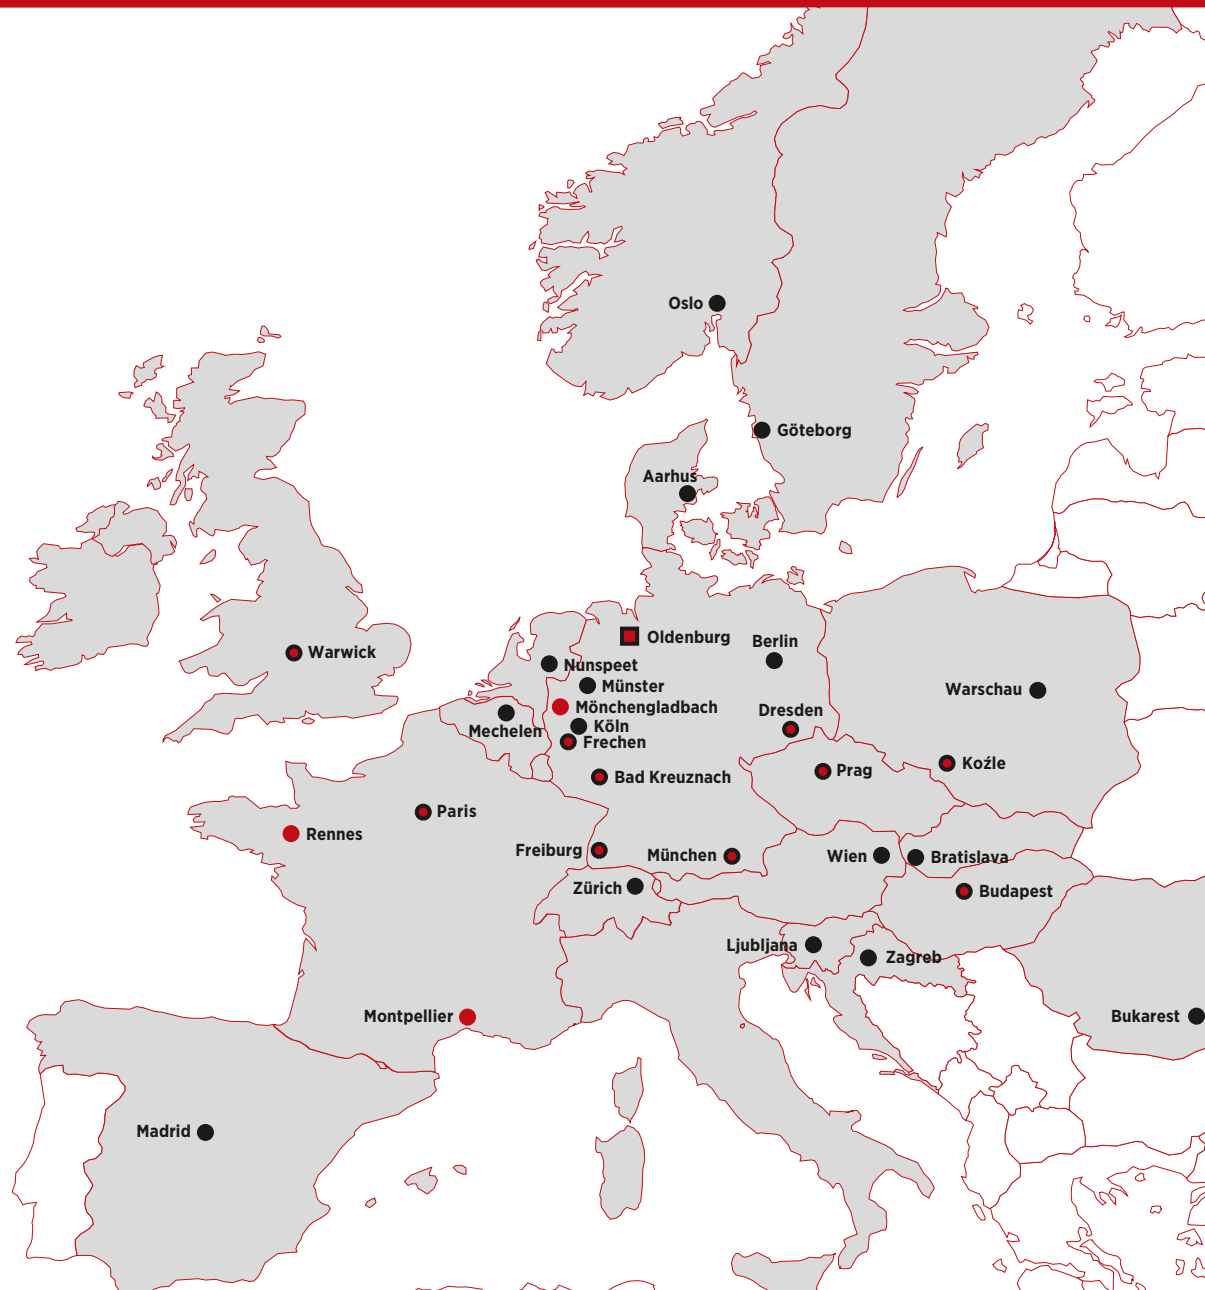 Oslo
Göteborg
Aarhus
Oldenburg
Berlin
Warwick
Nunspeet
Münster
Warschau
Mönchengladbach
Dresden
Köln
Mechelen
Frechen
Koźle
Prag
Bad Kreuznach
Paris
Rennes
Freiburg
München
Wien
Bratislava
Zürich
Budapest
Ljubljana
Zagreb
Montpellier
Bukarest
Madrid